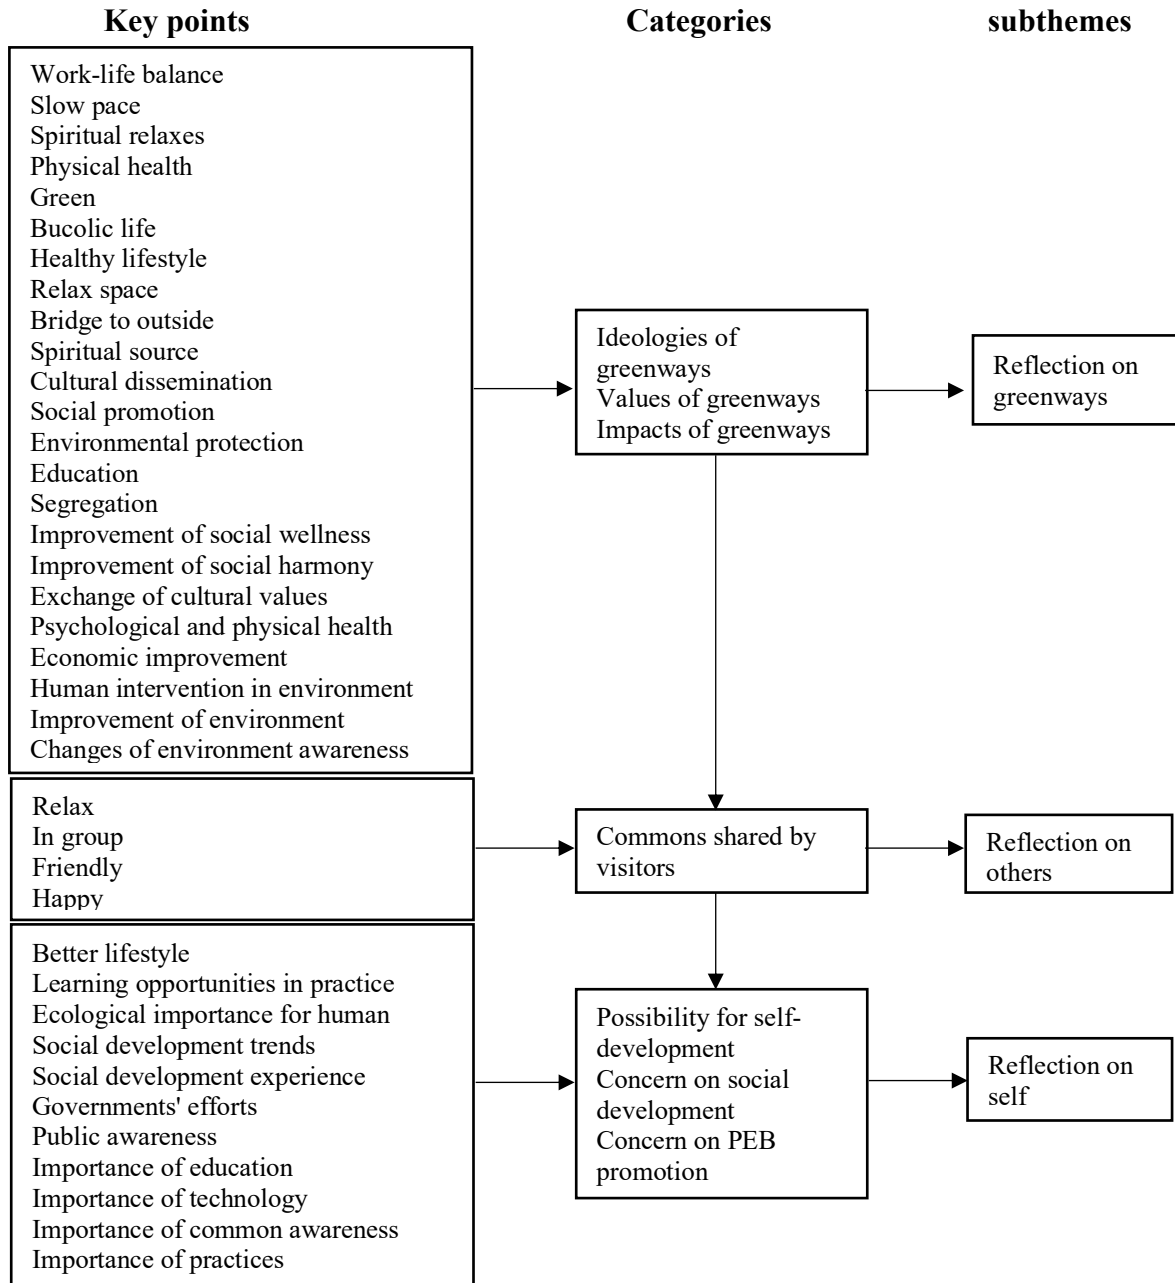 Key points
Categories
subthemes
Work-life balance
Slow pace
Spiritual relaxes
Physical health
Green
Bucolic life
Healthy lifestyle
Relax space
Bridge to outside
Spiritual source
Cultural dissemination
Social promotion
Environmental protection
Education
Segregation
Improvement of social wellness
Improvement of social harmony
Exchange of cultural values
Psychological and physical health
Economic improvement
Human intervention in environment
Improvement of environment
Changes of environment awareness
Ideologies of
greenways
Values of greenways
Impacts of greenways
Reflection on
greenways
Relax
In group
Friendly
Happy
Commons shared by
visitors
Reflection on
others
Better lifestyle
Learning opportunities in practice
Ecological importance for human
Social development trends
Social development experience
Governments' efforts
Public awareness
Importance of education
Importance of technology
Importance of common awareness
Importance of practices
Possibility for self-
development
Concern on social
development
Concern on PEB
promotion
Reflection on
self